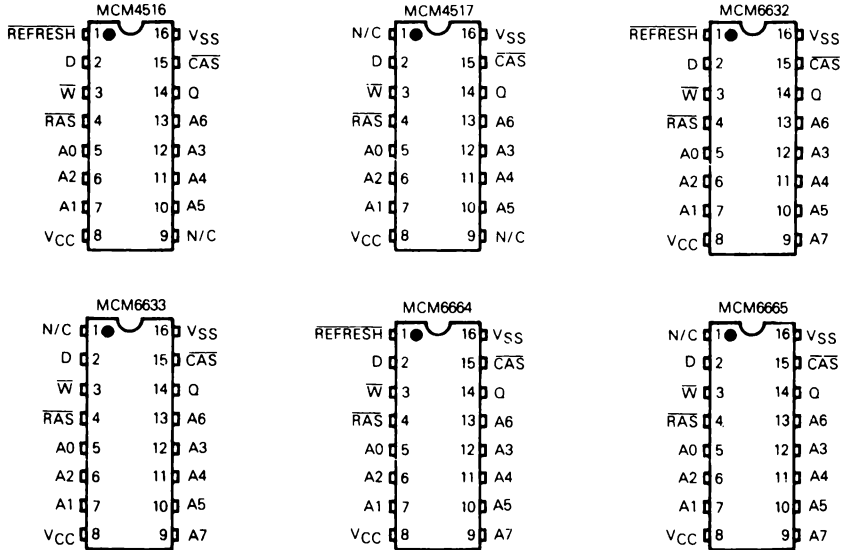 MCM4516
REFRESH 1 16 VSS
D 2 15 CAS
W 3 14 Q
RAS 4 13 A6
A0 5 12 A3
A2 6 11 A4
A1 7 10 A5
VCC 8 9 N/C
MCM4517
N/C 1 16 VSS
D 2 15 CAS
W 3 14 Q
RAS 4 13 A6
A0 5 12 A3
A2 6 11 A4
A1 7 10 A5
VCC 8 9 N/C
MCM6632
REFRESH 1 16 VSS
D 2 15 CAS
W 3 14 Q
RAS 4 13 A6
A0 5 12 A3
A2 6 11 A4
A1 7 10 A5
VCC 8 9 A7
MCM6633
N/C 1 16 VSS
D 2 15 CAS
W 3 14 Q
RAS 4 13 A6
A0 5 12 A3
A2 6 11 A4
A1 7 10 A5
VCC 8 9 A7
MCM6664
REFRESH 1 16 VSS
D 2 15 CAS
W 3 14 Q
RAS 4 13 A6
A0 5 12 A3
A2 6 11 A4
A1 7 10 A5
VCC 8 9 A7
MCM6665
N/C 1 16 VSS
D 2 15 CAS
W 3 14 Q
RAS 4 13 A6
A0 5 12 A3
A2 6 11 A4
A1 7 10 A5
VCC 8 9 A7